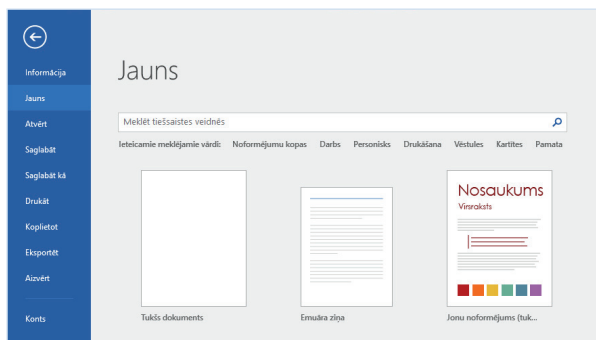 Informācija
Jauns
Atvērt
Saglabāt
Saglabāt kā
Drukāt
Koplietot
Eksportēt
Aizvērt
Konts
Jauns
Meklēt tiešsaistes veidnēs
Ieteicamie meklējamie vārdi: Noformējumu kopas Darbs Personisks Drukāšana Vēstules Kartītes Pamata
Nosaukums
Virsraksts
Tukšs dokuments Emuāra ziņa Jonu noformējums (tuk...